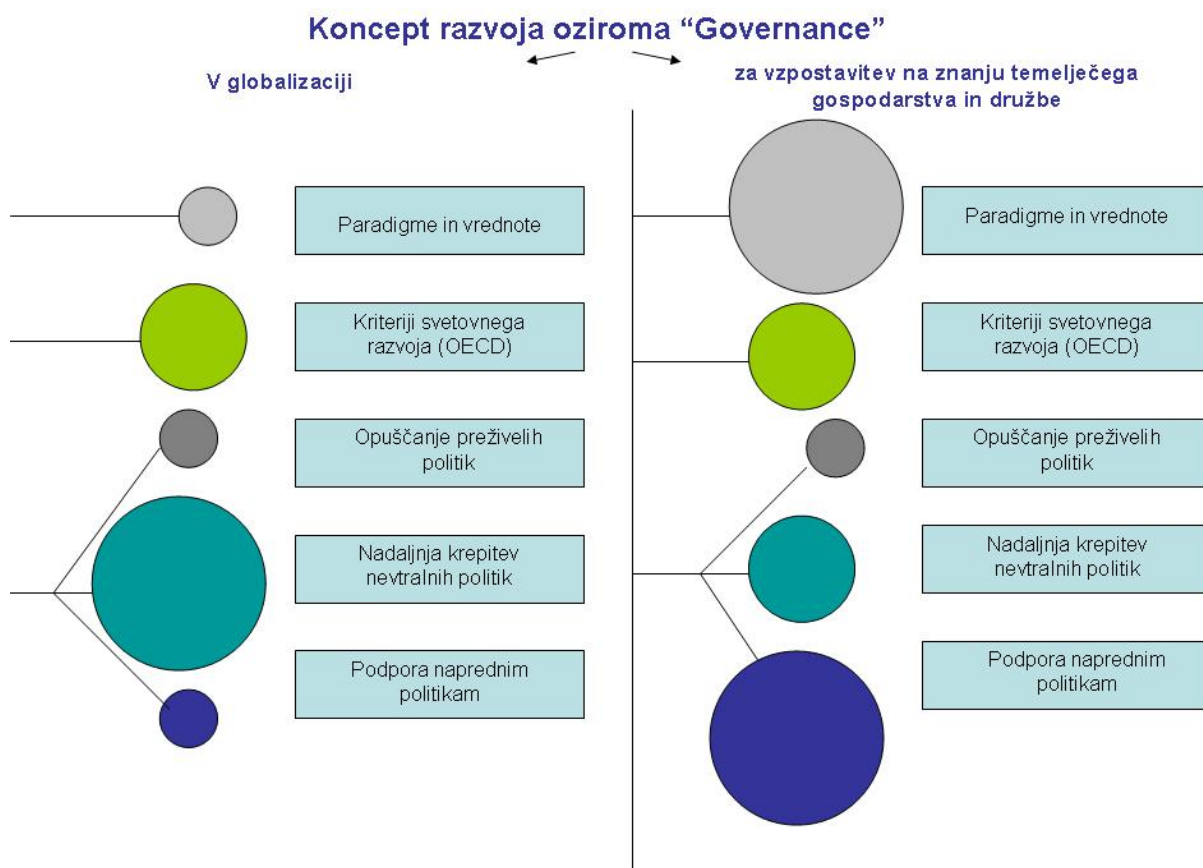 Koncept razvoja oziroma “Governance”
V globalizaciji
Paradigme in vrednote
Kriteriji svetovnega
razvoja (OECD)
Opuščanje preživelih
politik
Nadaljnja krepitev
nevtralnih politik
Podpora naprednim
politikam
za vzpostavitev na znanju temelječega
gospodarstva in družbe
Paradigme in vrednote
Kriteriji svetovnega
razvoja (OECD)
Opuščanje preživelih
politik
Nadaljnja krepitev
nevtralnih politik
Podpora naprednim
politikam